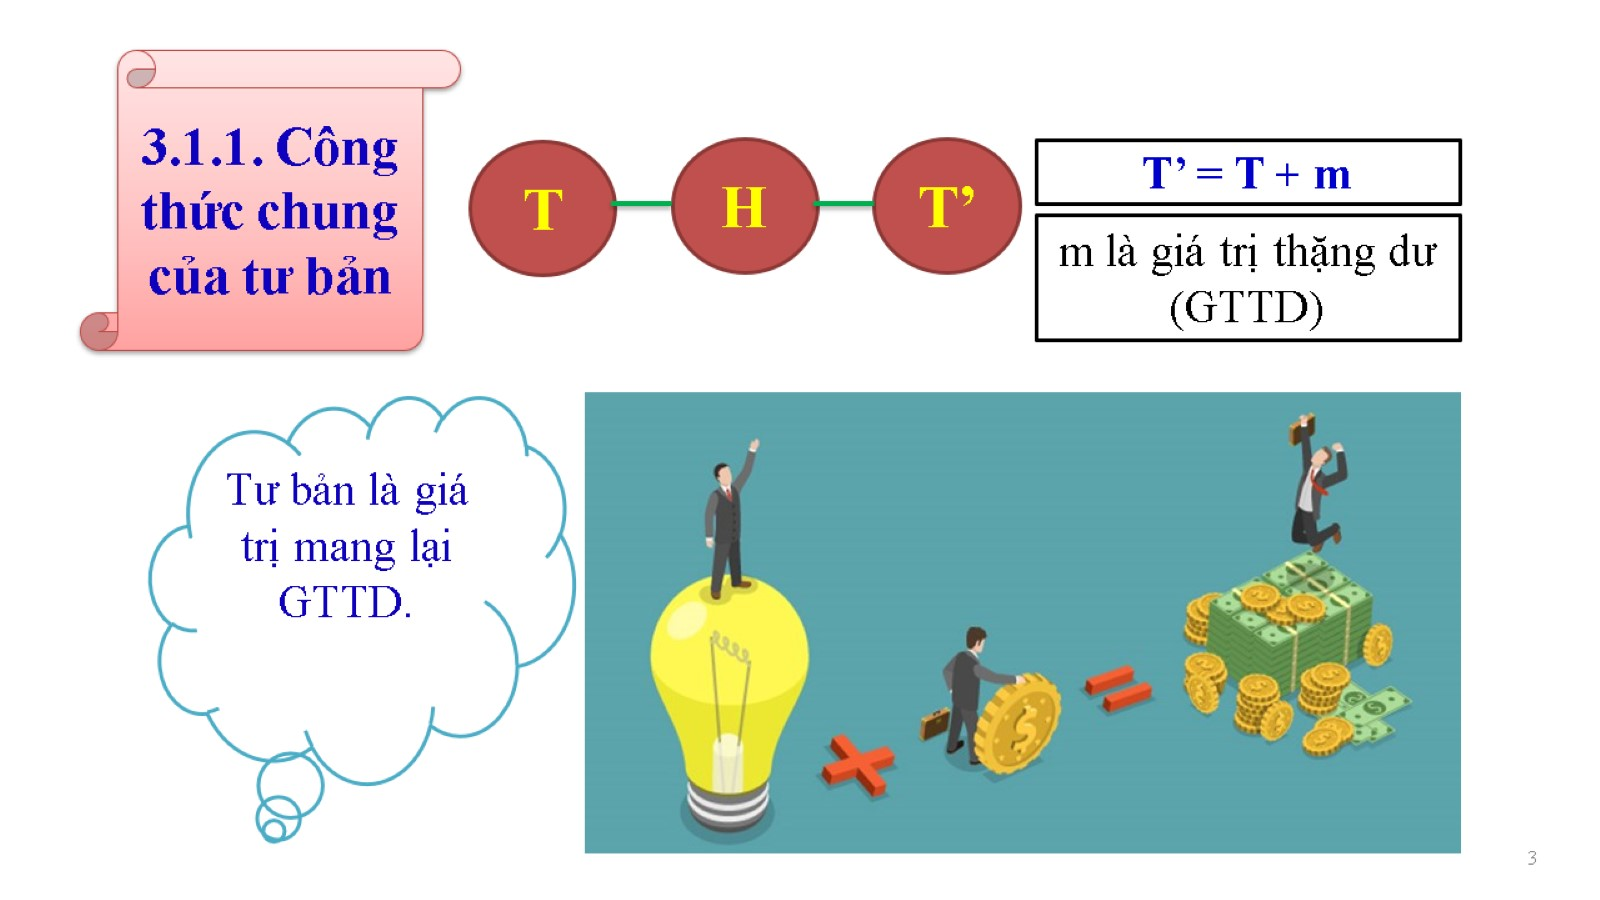 3.1.1. Công
thức chung
của tư bản
T
H
T’
T’ = T + m
m là giá trị thặng dư
(GTTD)
Tư bản là giá
trị mang lại
GTTD.
3